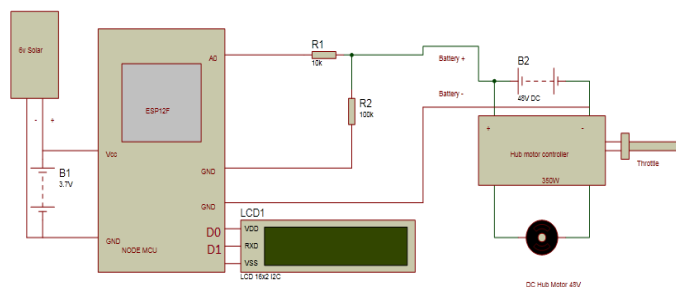 6v Solar
- +
B1
3.7V
ESP12F
A0
Vcc
GND
GND
GND
NODE MCU
R1
10k
R2
100k
Battery +
Battery -
B2
48V DC
+ -
Hub motor controller
350W
Throttle
DC Hub Motor 48V
LCD1
D0 VDD
D1 RXD
VSS
LCD 16x2 I2C